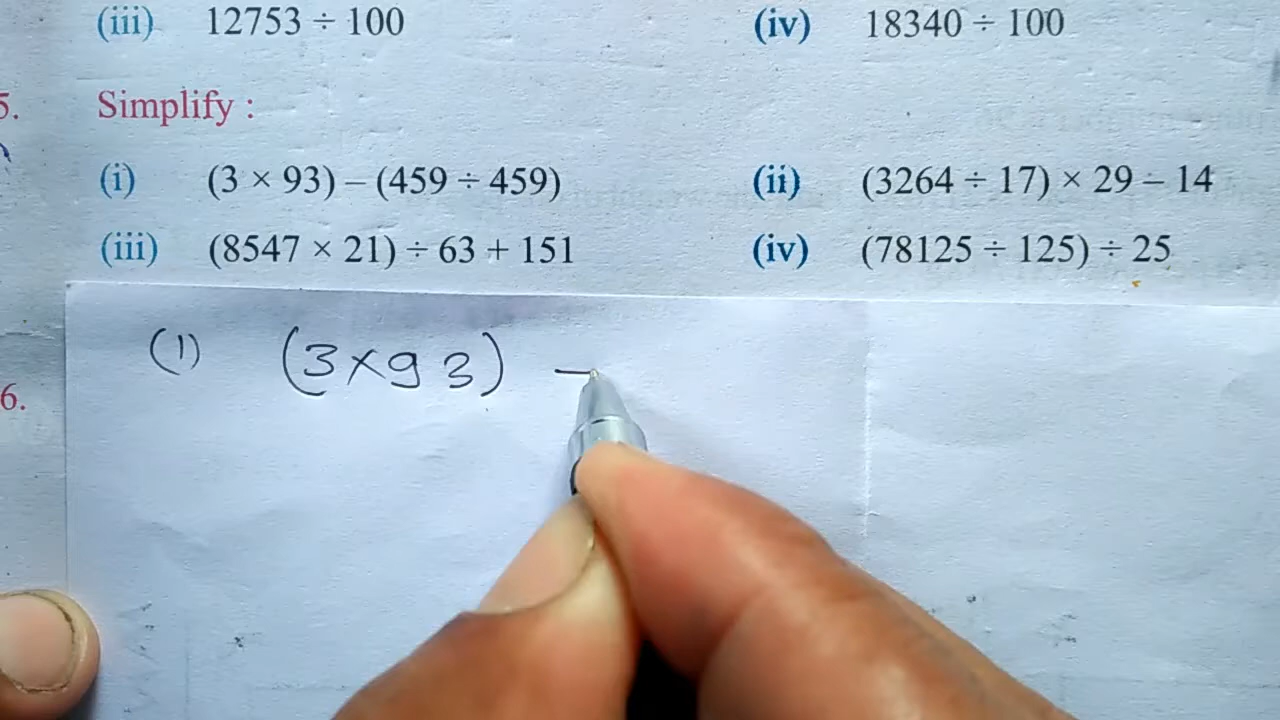 (iii) 12753 ÷ 100 (iv) 18340 ÷ 100
5. Simplify :
(i) (3 × 93) – (459 ÷ 459) (ii) (3264 ÷ 17) × 29 – 14
(iii) (8547 × 21) ÷ 63 + 151 (iv) (78125 ÷ 125) ÷ 25
(1) (3×93) –
6.